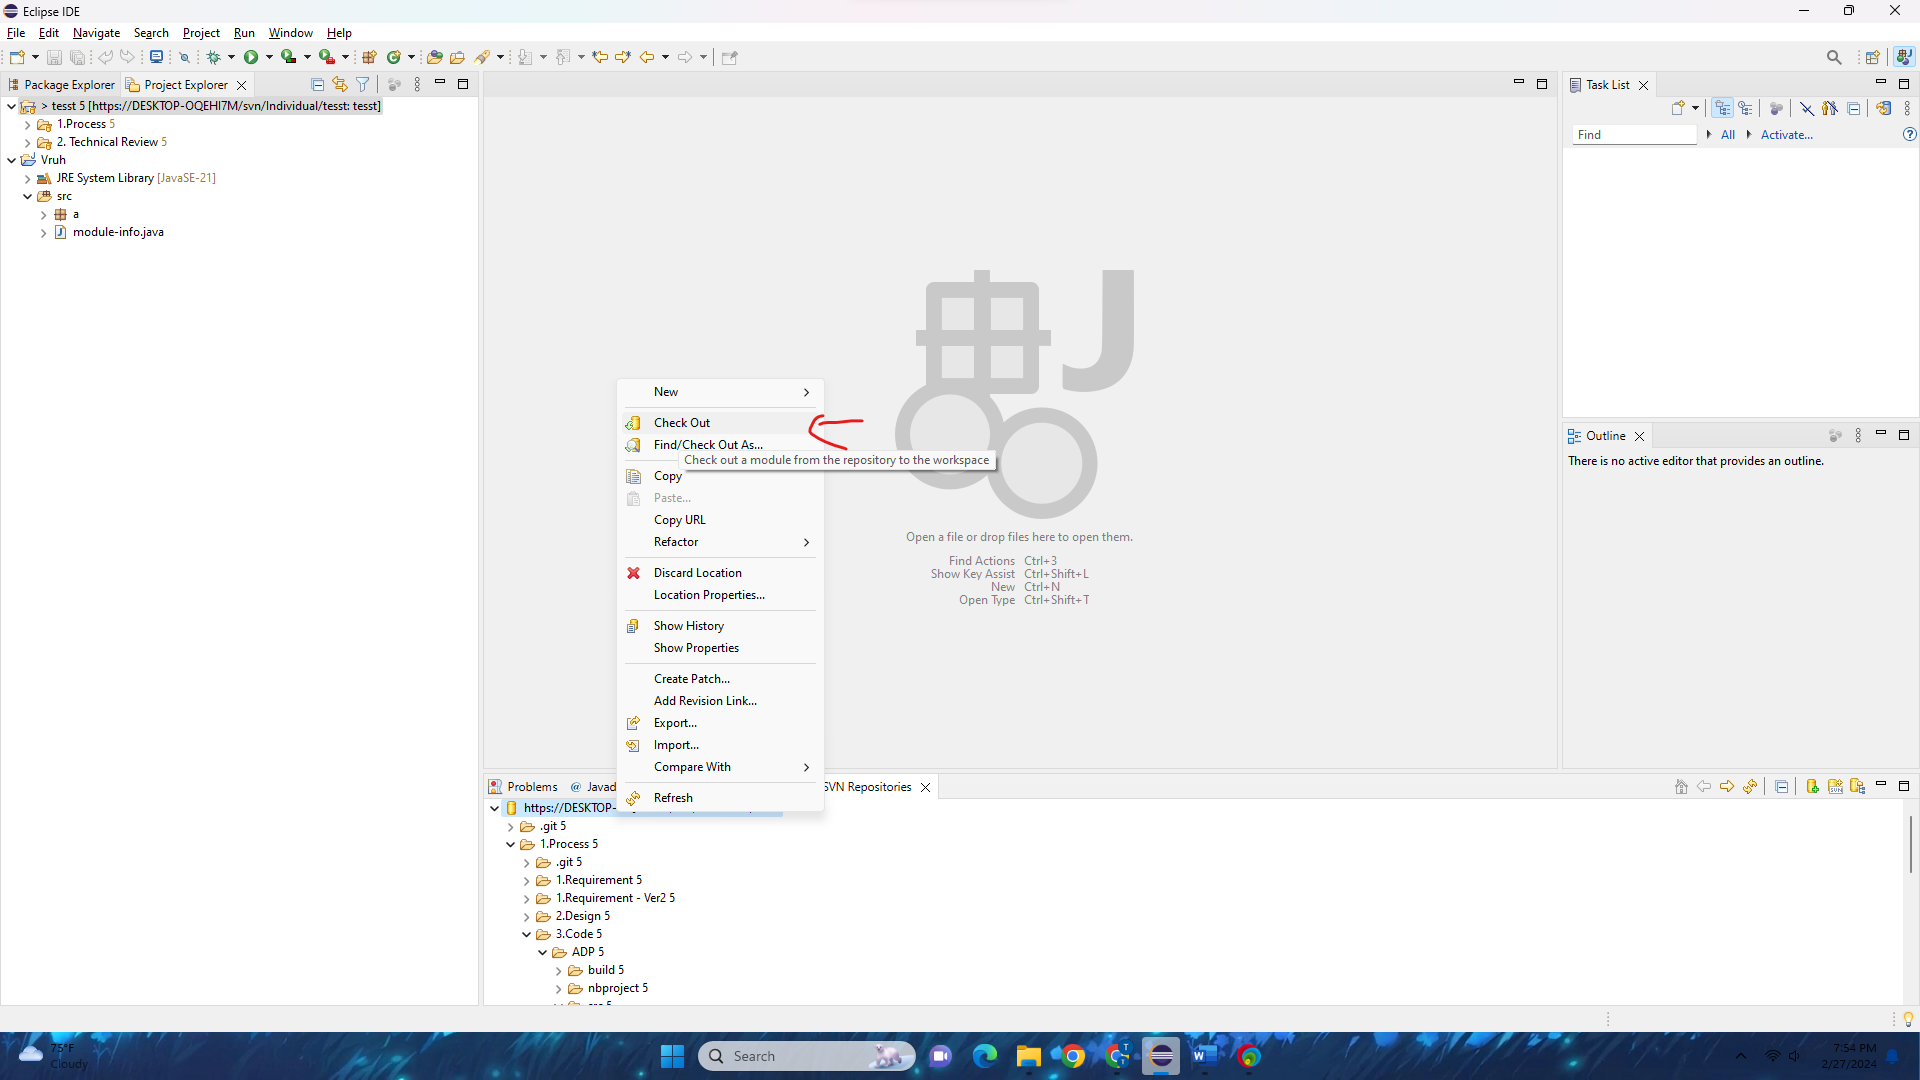 Eclipse IDE
File Edit Navigate Search Project Run Window Help
Package Explorer Project Explorer
> tesst 5 [https://DESKTOP-OQEHI7M/svn/Individual/tesst: tesst]
1.Process 5
2. Technical Review 5
Vruh
JRE System Library [JavaSE-21]
src
a
module-info.java
New
Check Out
Find/Check Out As...
Check out a module from the repository to the workspace
Copy
Paste...
Copy URL
Refactor
Discard Location
Location Properties...
Show History
Show Properties
Create Patch...
Add Revision Link...
Export...
Import...
Compare With
Refresh
J
Open a file or drop files here to open them.
Find Actions Ctrl+3
Show Key Assist Ctrl+Shift+L
New Ctrl+N
Open Type Ctrl+Shift+T
Task List
Find All Activate...
Outline
There is no active editor that provides an outline.
Problems @ Javad SVN Repositories
https://DESKTOP-
.git 5
1.Process 5
.git 5
1.Requirement 5
1.Requirement - Ver2 5
2.Design 5
3.Code 5
ADP 5
build 5
nbproject 5
75°F
Cloudy
Search
7:54 PM
2/27/2024